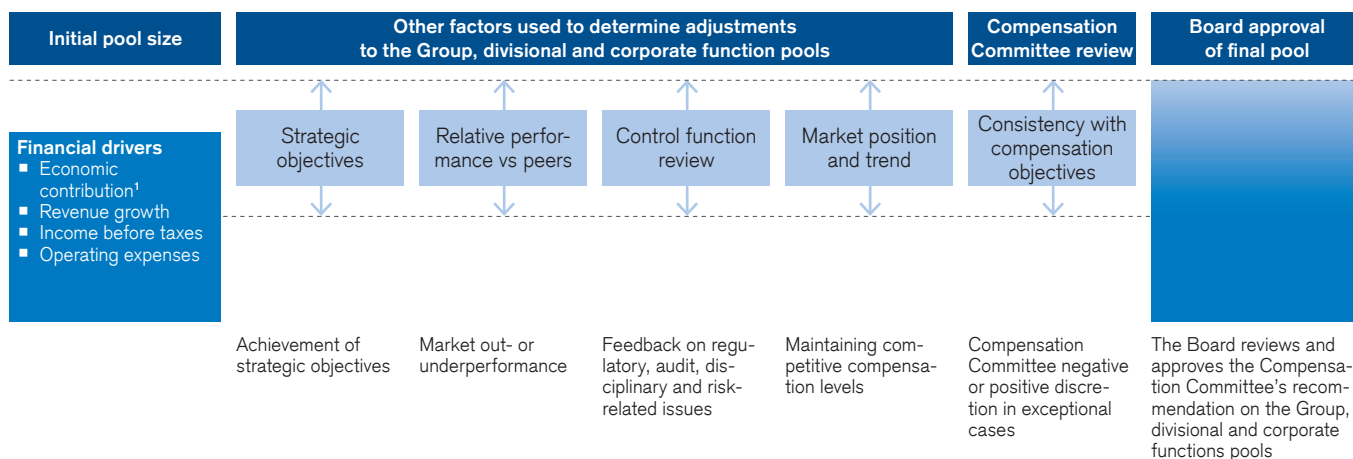 Initial pool size
Other factors used to determine adjustments
to the Group, divisional and corporate function pools
Compensation
Committee review
Board approval
of final pool
Financial drivers
■ Economic
contribution¹
■ Revenue growth
■ Income before taxes
■ Operating expenses
Strategic
objectives
Relative perfor-
mance vs peers
Control function
review
Market position
and trend
Consistency with
compensation
objectives
Achievement of
strategic objectives
Market out- or
underperformance
Feedback on regu-
latory, audit, dis-
ciplinary and risk-
related issues
Maintaining com-
petitive compensa-
tion levels
Compensation
Committee negative
or positive discre-
tion in exceptional
cases
The Board reviews and
approves the Compensa-
tion Committee's recom-
mendation on the Group,
divisional and corporate
functions pools